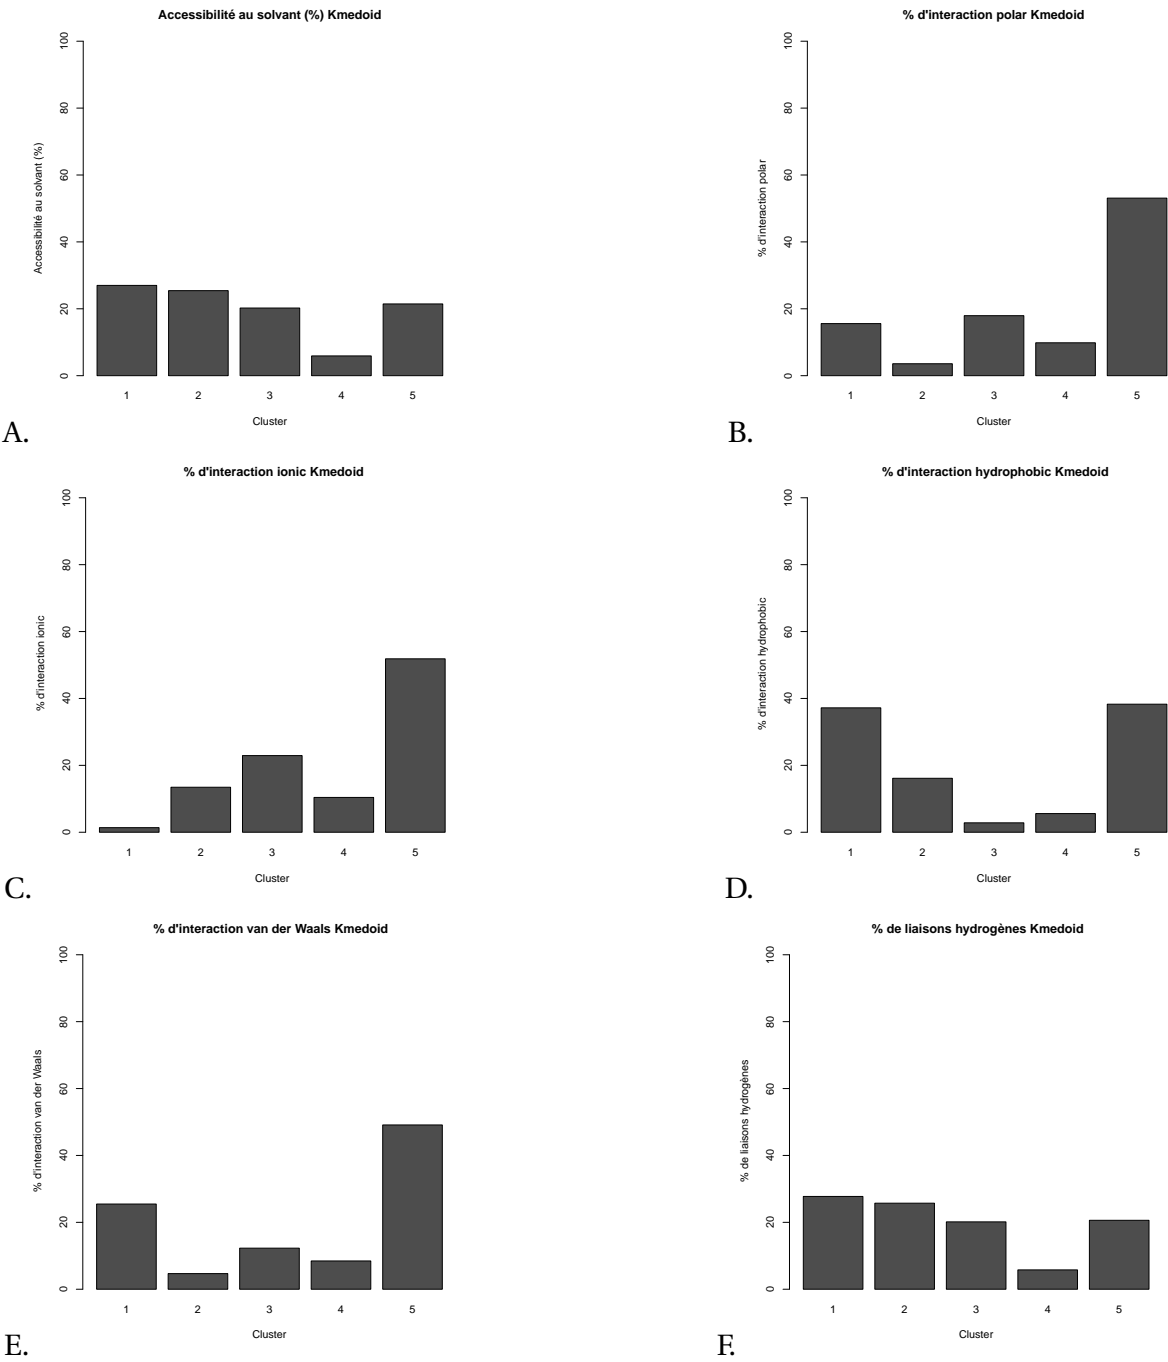 Accessibilité au solvant (%) Kmedoid
Accessibilité au solvant (%)
100
80
60
40
20
0
1 2 3 4 5
Cluster
A.
% d'interaction polar Kmedoid
% d'interaction polar
100
80
60
40
20
0
1 2 3 4 5
Cluster
B.
% d'interaction ionic Kmedoid
% d'interaction ionic
100
80
60
40
20
0
1 2 3 4 5
Cluster
C.
% d'interaction hydrophobic Kmedoid
% d'interaction hydrophobic
100
80
60
40
20
0
1 2 3 4 5
Cluster
D.
% d'interaction van der Waals Kmedoid
% d'interaction van der Waals
100
80
60
40
20
0
1 2 3 4 5
Cluster
E.
% de liaisons hydrogènes Kmedoid
% de liaisons hydrogènes
100
80
60
40
20
0
1 2 3 4 5
Cluster
F.